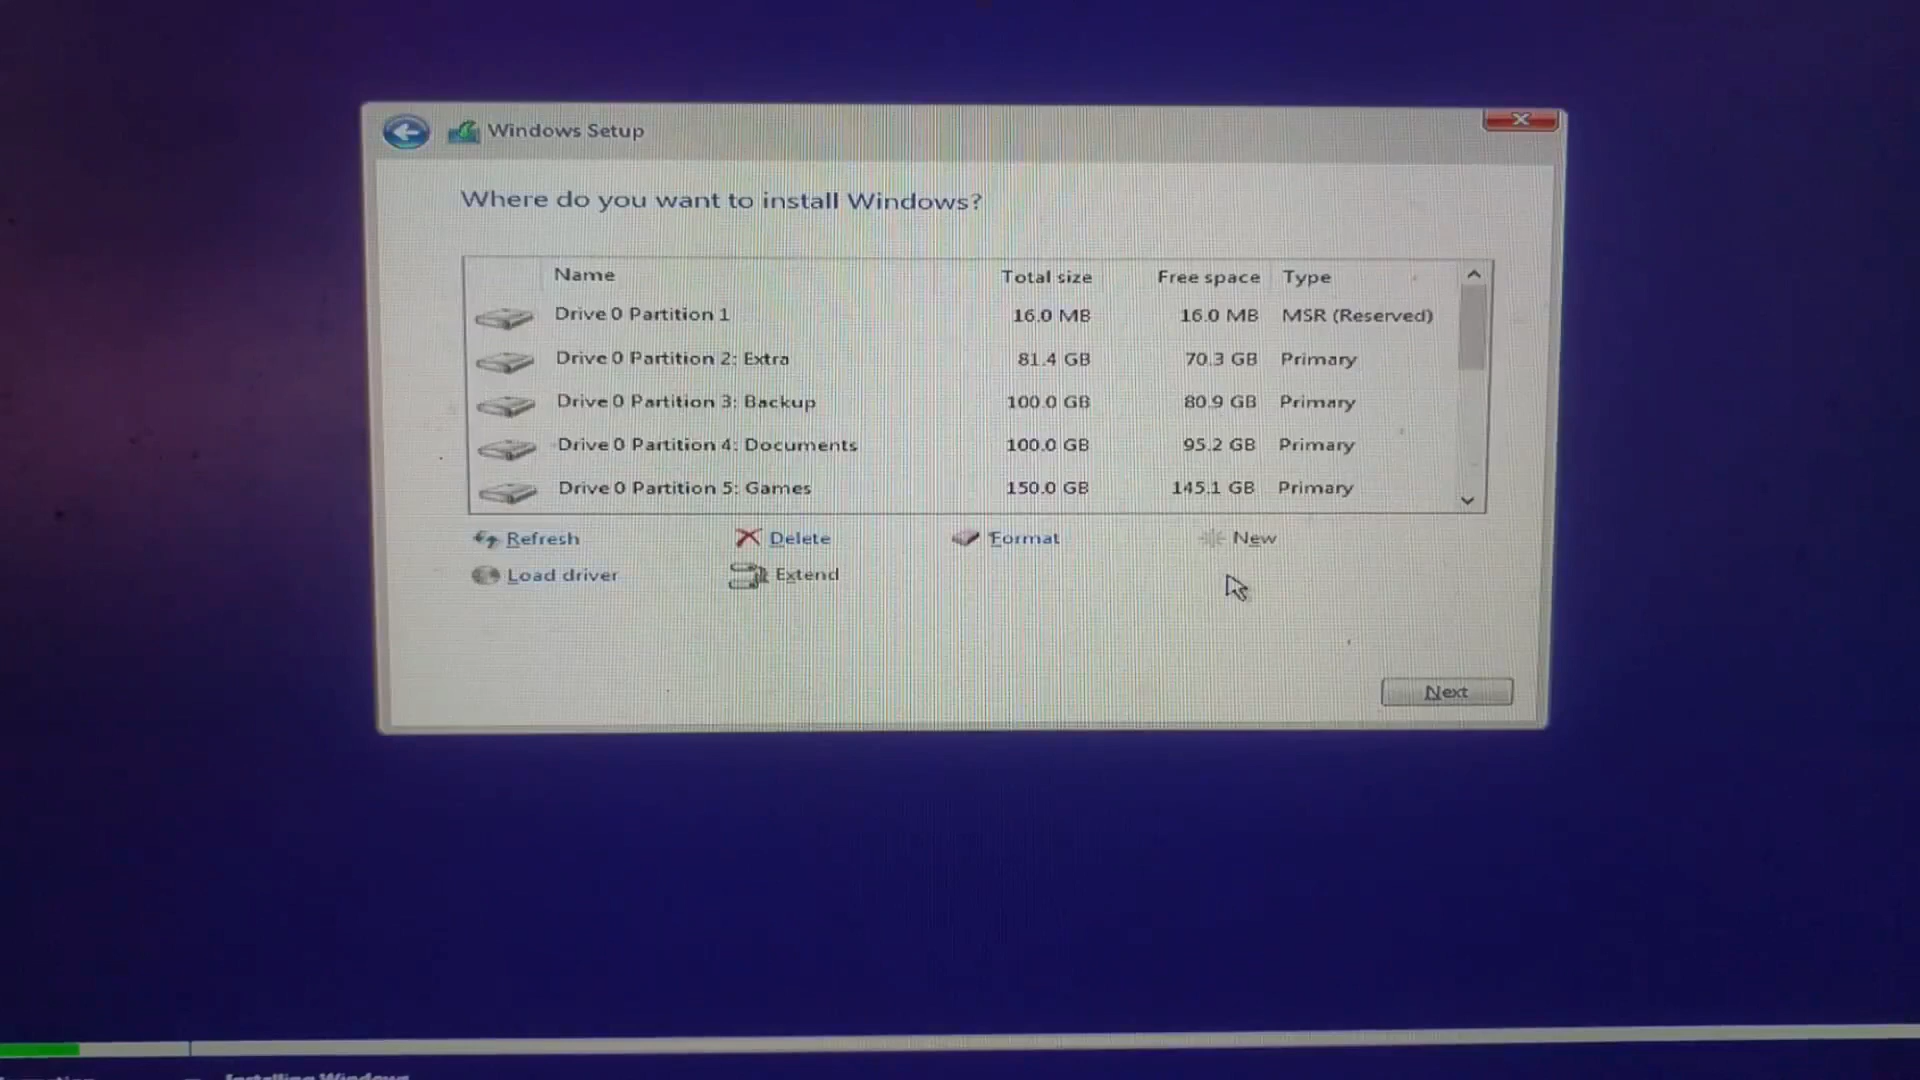 Windows Setup
Where do you want to install Windows?
Name Total size Free space Type
Drive 0 Partition 1 16.0 MB 16.0 MB MSR (Reserved)
Drive 0 Partition 2: Extra 81.4 GB 70.3 GB Primary
Drive 0 Partition 3: Backup 100.0 GB 80.9 GB Primary
Drive 0 Partition 4: Documents 100.0 GB 95.2 GB Primary
Drive 0 Partition 5: Games 150.0 GB 145.1 GB Primary
Refresh Delete Format New
Load driver Extend
Next
Installing Windows